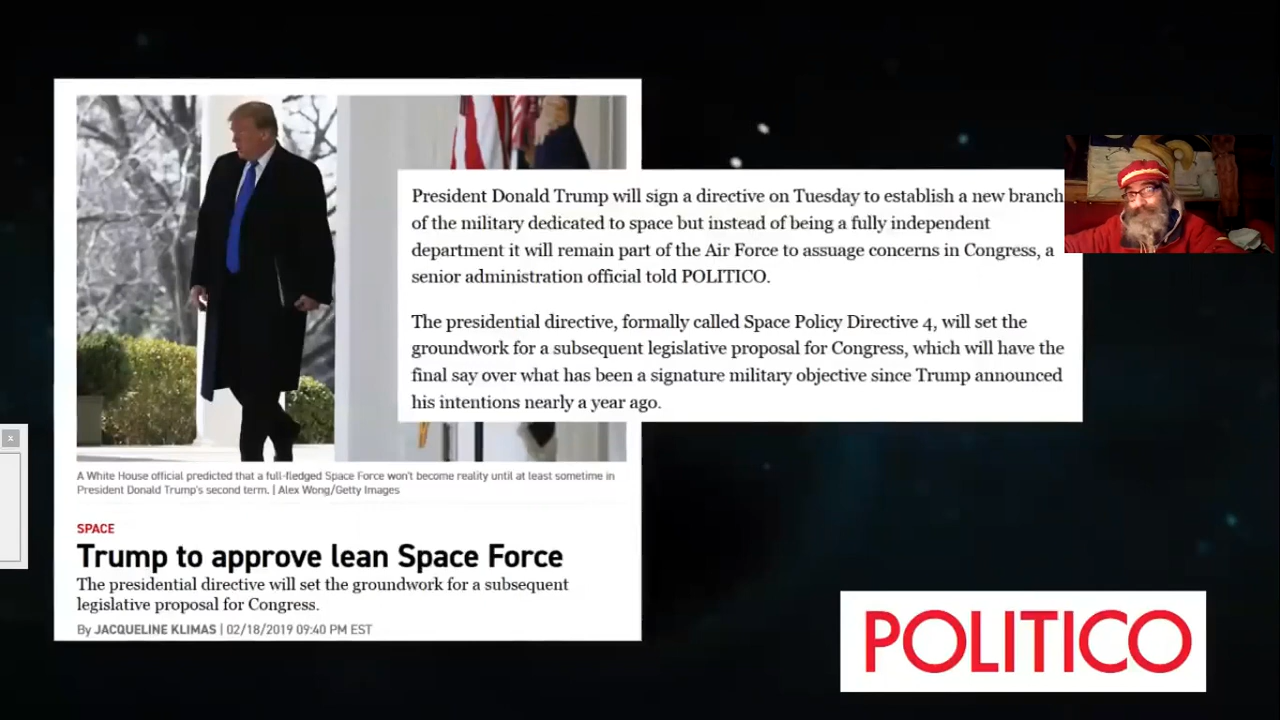 President Donald Trump will sign a directive on Tuesday to establish a new branch
of the military dedicated to space but instead of being a fully independent
department it will remain part of the Air Force to assuage concerns in Congress, a
senior administration official told POLITICO.
The presidential directive, formally called Space Policy Directive 4, will set the
groundwork for a subsequent legislative proposal for Congress, which will have the
final say over what has been a signature military objective since Trump announced
his intentions nearly a year ago.
x
A White House official predicted that a full-fledged Space Force won't become reality until at least sometime in
President Donald Trump's second term. | Alex Wong/Getty Images
SPACE
Trump to approve lean Space Force
The presidential directive will set the groundwork for a subsequent
legislative proposal for Congress.
By JACQUELINE KLIMAS | 02/18/2019 09:40 PM EST
POLITICO